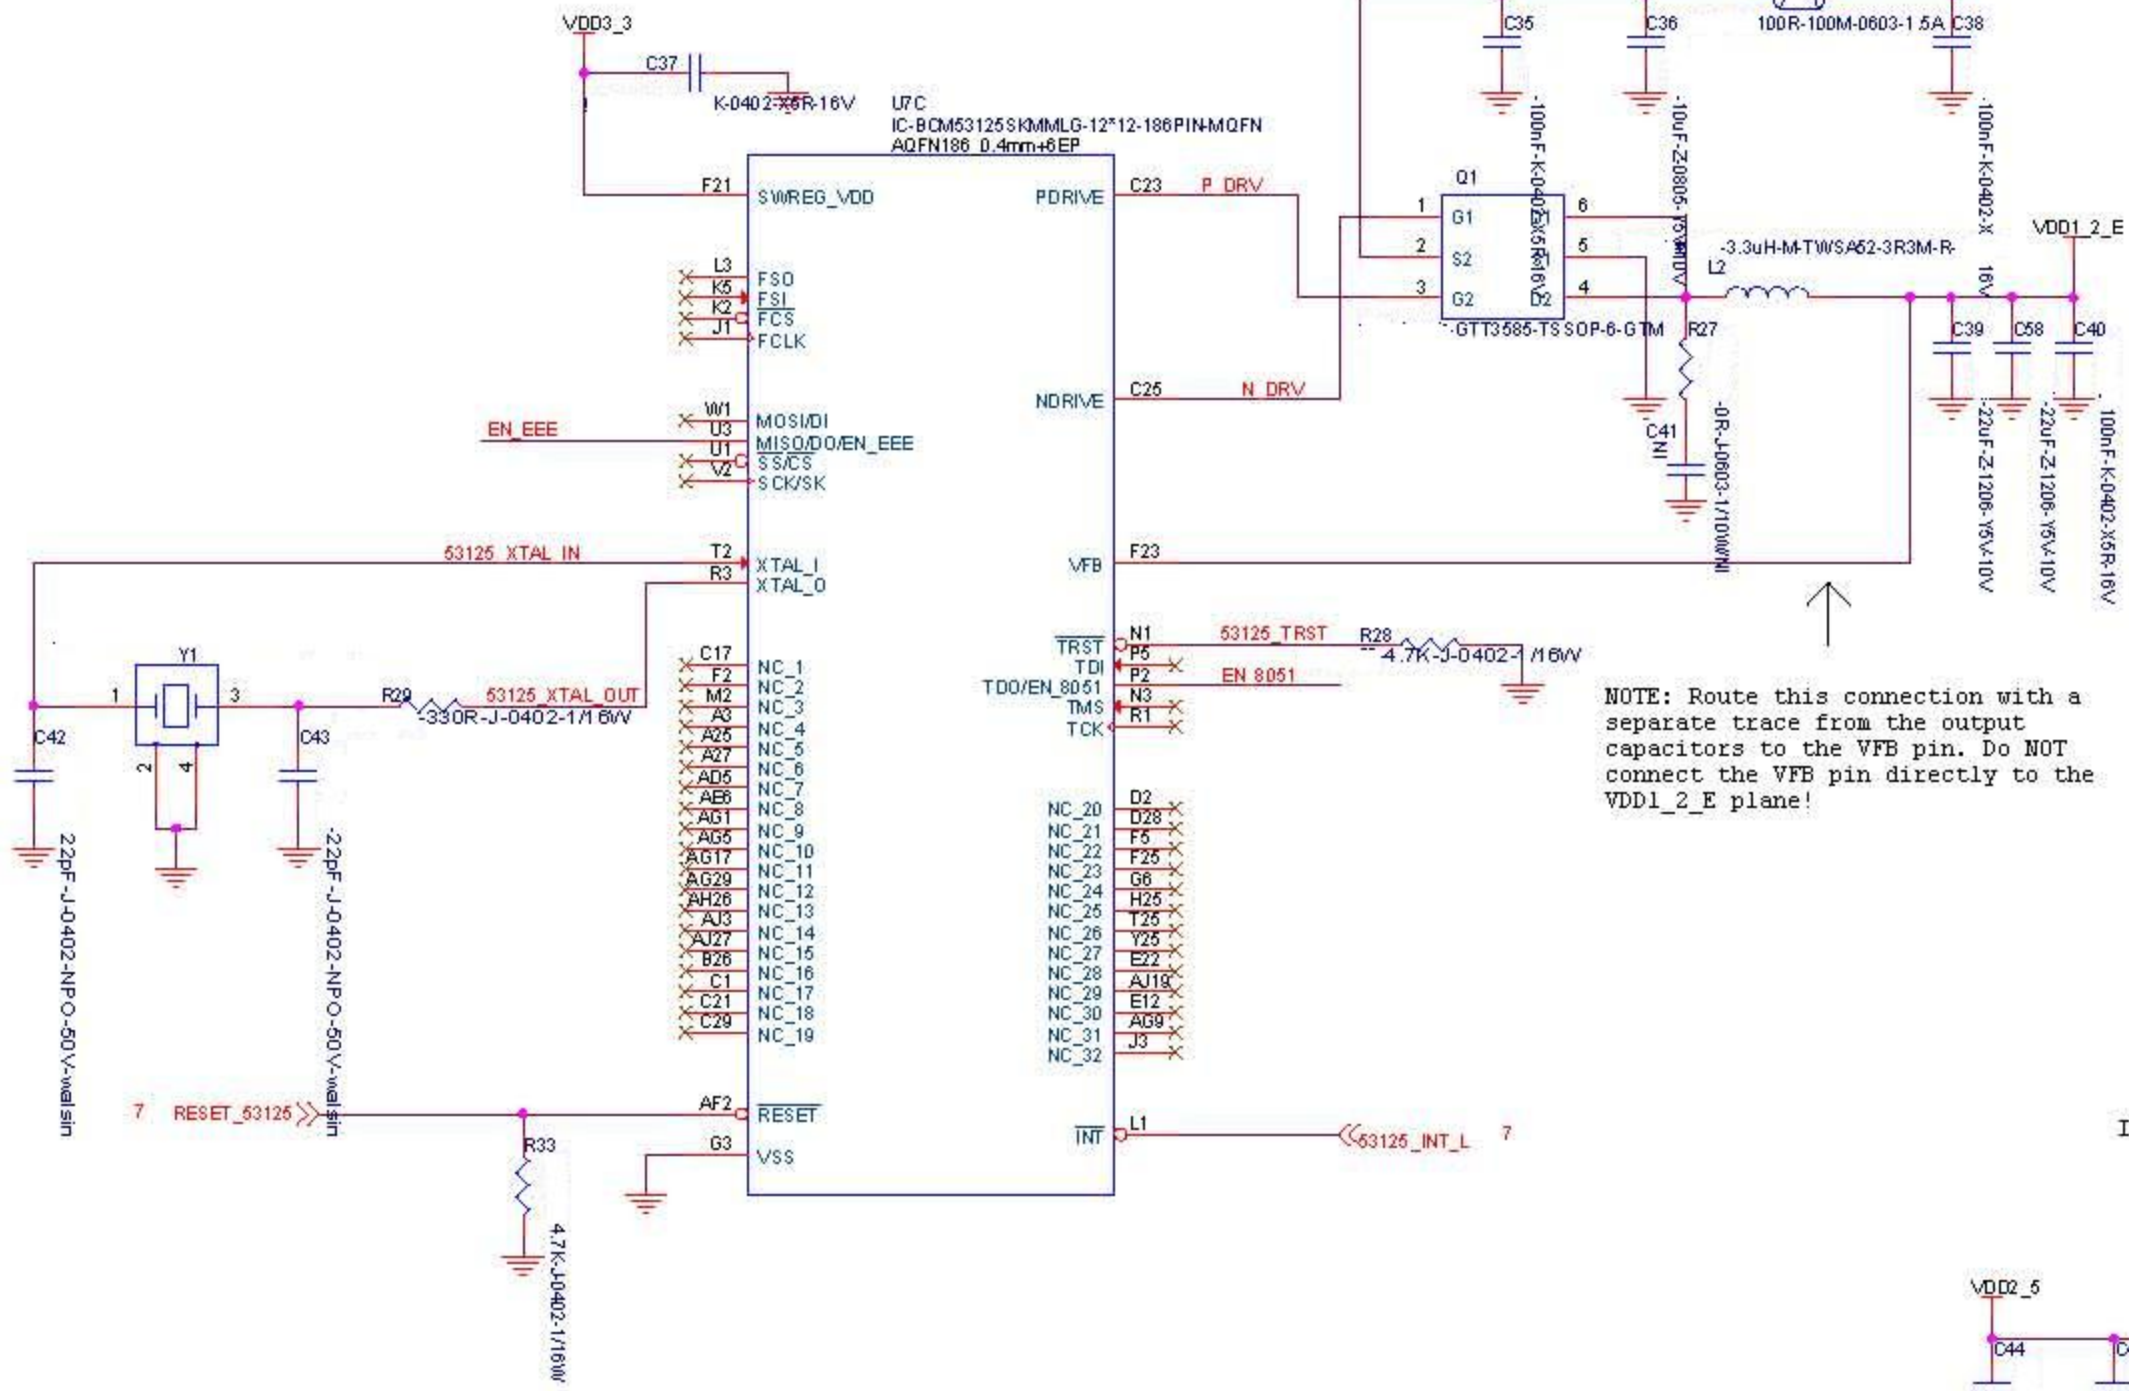 VDD3_3
C37
K-0402-X5R-16V
C35
C36
100R-100M-0603-1.5A
C38
-100nF-K-0402-X5R-16V
-10uF-Z-0805-Y5V-10V
-100nF-K-0402-X
16V
U7C
IC-BCM53125SKMMLG-12*12-186PIN-MQFN
AQFN186_0.4mm+6EP
F21
SWREG_VDD
L3
FSO
K5
FSI
K2
FCS
J1
FCLK
W1
MOSI/DI
EN_EEE
U3
MISO/DO/EN_EEE
U1
SS/CS
V2
SCK/SK
53125_XTAL_IN
T2
XTAL_I
R3
XTAL_O
C17
NC_1
F2
NC_2
M2
NC_3
A3
NC_4
A25
NC_5
A27
NC_6
AD5
NC_7
AE6
NC_8
AG1
NC_9
AG5
NC_10
AG17
NC_11
AG29
NC_12
AH26
NC_13
AJ3
NC_14
AJ27
NC_15
B26
NC_16
C1
NC_17
C21
NC_18
C29
NC_19
AF2
RESET
G3
VSS
PDRIVE
C23
P_DRV
NDRIVE
C25
N_DRV
VFB
F23
TRST
N1
53125_TRST
R28
4.7K-J-0402-1/16W
TDI
P5
TDO/EN_8051
P2
EN_8051
TMS
N3
TCK
R1
NC_20
D2
NC_21
D28
NC_22
F5
NC_23
F25
NC_24
G6
NC_25
H25
NC_26
T25
NC_27
Y25
NC_28
E22
NC_29
AJ19
NC_30
E12
NC_31
AG9
NC_32
J3
INT
L1
53125_INT_L
7
Q1
1
G1
D1
6
2
S2
S1
5
3
G2
D2
4
-GTT3585-TSSOP-6-GTM
-3.3uH-M-TWSA52-3R3M-R-
L2
VDD1_2_E
R27
-0R-J-0603-1/10W/NI
C41
NI
C39
-22uF-Z-1206-Y5V-10V
C58
-22uF-Z-1206-Y5V-10V
C40
100nF-K-0402-X5R-16V
NOTE: Route this connection with a
separate trace from the output
capacitors to the VFB pin. Do NOT
connect the VFB pin directly to the
VDD1_2_E plane!
Y1
1
3
2
4
C42
22pF-J-0402-NPO-50V-walsin
C43
-22pF-J-0402-NPO-50V-walsin
R29
53125_XTAL_OUT
-330R-J-0402-1/16W
7
RESET_53125
R33
4.7K-J-0402-1/16W
I
VDD2_5
C44